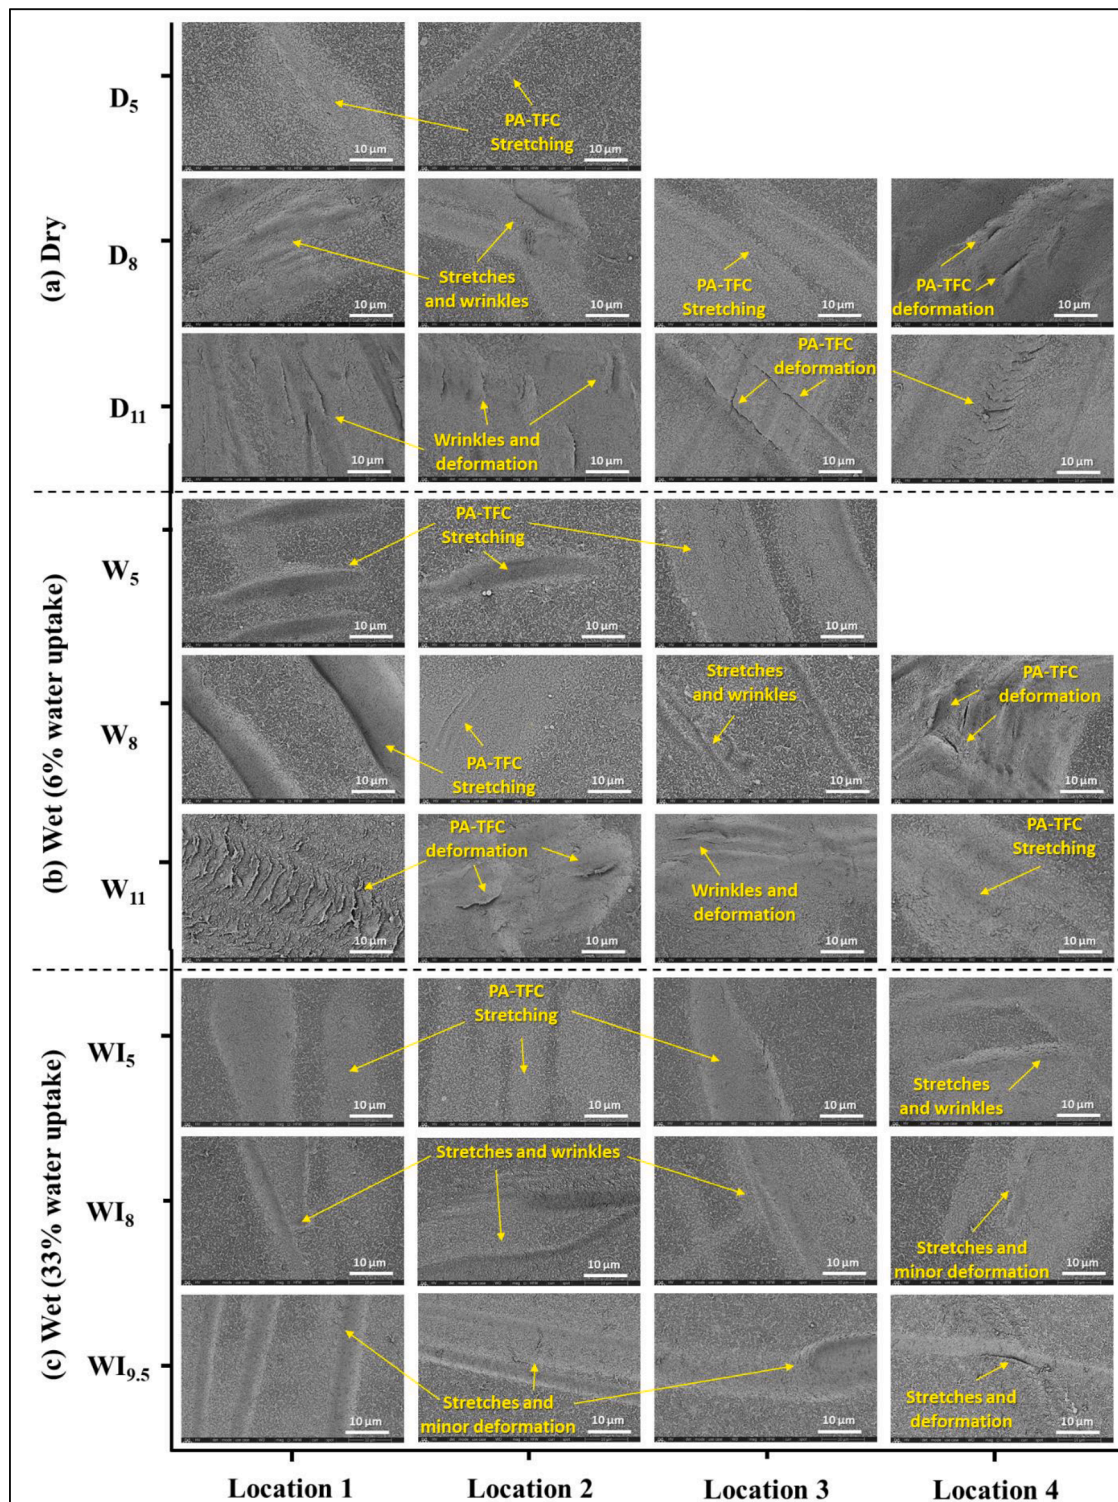 (a) Dry
D5
10 µm
10 µm
PA-TFC
Stretching
D8
10 µm
10 µm
10 µm
10 µm
Stretches
and wrinkles
PA-TFC
Stretching
PA-TFC
deformation
D11
10 µm
10 µm
10 µm
10 µm
Wrinkles and
deformation
PA-TFC
deformation
(b) Wet (6% water uptake)
W5
PA-TFC
Stretching
10 µm
10 µm
10 µm
W8
PA-TFC
Stretching
Stretches
and wrinkles
PA-TFC
deformation
10 µm
10 µm
10 µm
10 µm
W11
PA-TFC
deformation
Wrinkles and
deformation
PA-TFC
Stretching
10 µm
10 µm
10 µm
10 µm
(c) Wet (33% water uptake)
WI5
PA-TFC
Stretching
Stretches
and wrinkles
10 µm
10 µm
10 µm
10 µm
WI8
Stretches and wrinkles
Stretches and
minor deformation
10 µm
10 µm
10 µm
10 µm
WI9.5
Stretches and
minor deformation
Stretches and
deformation
10 µm
10 µm
10 µm
10 µm
Location 1
Location 2
Location 3
Location 4